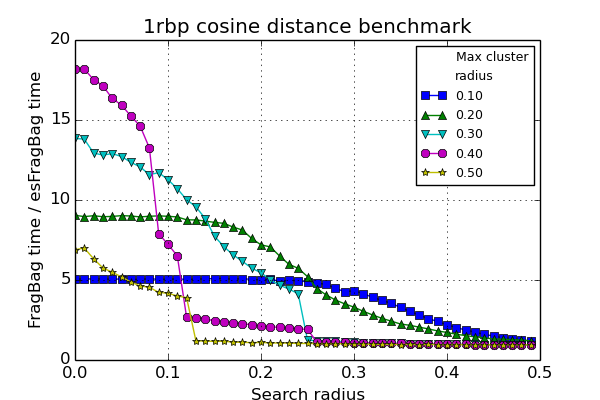 1rbp cosine distance benchmark
FragBag time / esFragBag time
20
15
10
5
0
0.0 0.1 0.2 0.3 0.4 0.5
Search radius
Max cluster
radius
0.10
0.20
0.30
0.40
0.50